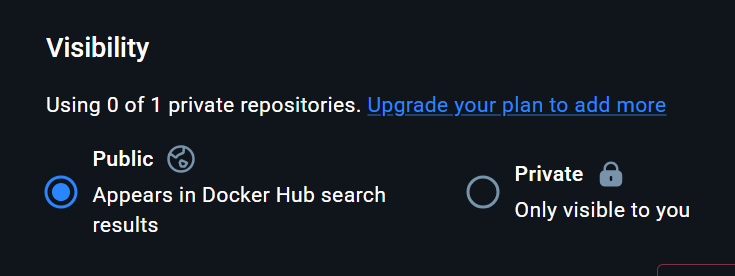 Visibility
Using 0 of 1 private repositories. Upgrade your plan to add more
Public
Appears in Docker Hub search
results
Private
Only visible to you